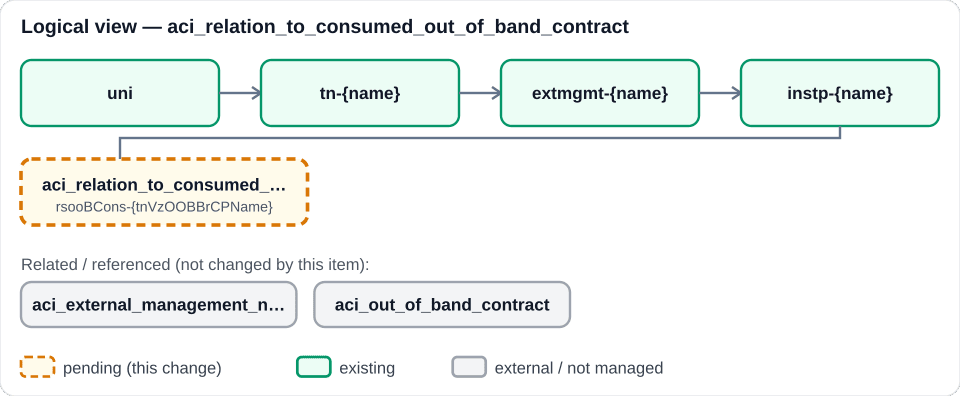 Logical view — aci_relation_to_consumed_out_of_band_contract
uni
tn-{name}
extmgmt-{name}
instp-{name}
aci_relation_to_consumed_...
rsooBCons-{tnVzOOBBrCPName}
Related / referenced (not changed by this item):
aci_external_management_n...
aci_out_of_band_contract
pending (this change)
existing
external / not managed